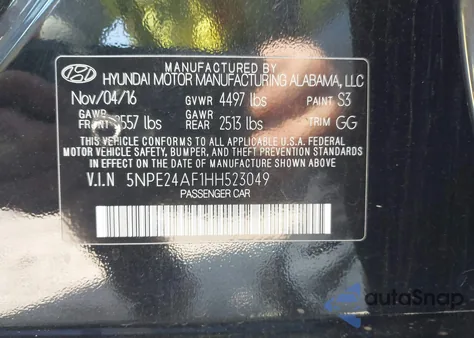 MANUFACTURED BY
HYUNDAI MOTOR MANUFACTURING ALABAMA, LLC
Nov/04/16 GVWR 4497 lbs PAINT S3
GAWR GAWR
FRONT 2557 lbs REAR 2513 lbs TRIM GG
THIS VEHICLE CONFORMS TO ALL APPLICABLE U.S.A. FEDERAL
MOTOR VEHICLE SAFETY, BUMPER, AND THEFT PREVENTION STANDARDS
IN EFFECT ON THE DATE OF MANUFACTURE SHOWN ABOVE.
V.I.N 5NPE24AF1HH523049
PASSENGER CAR
autoSnap